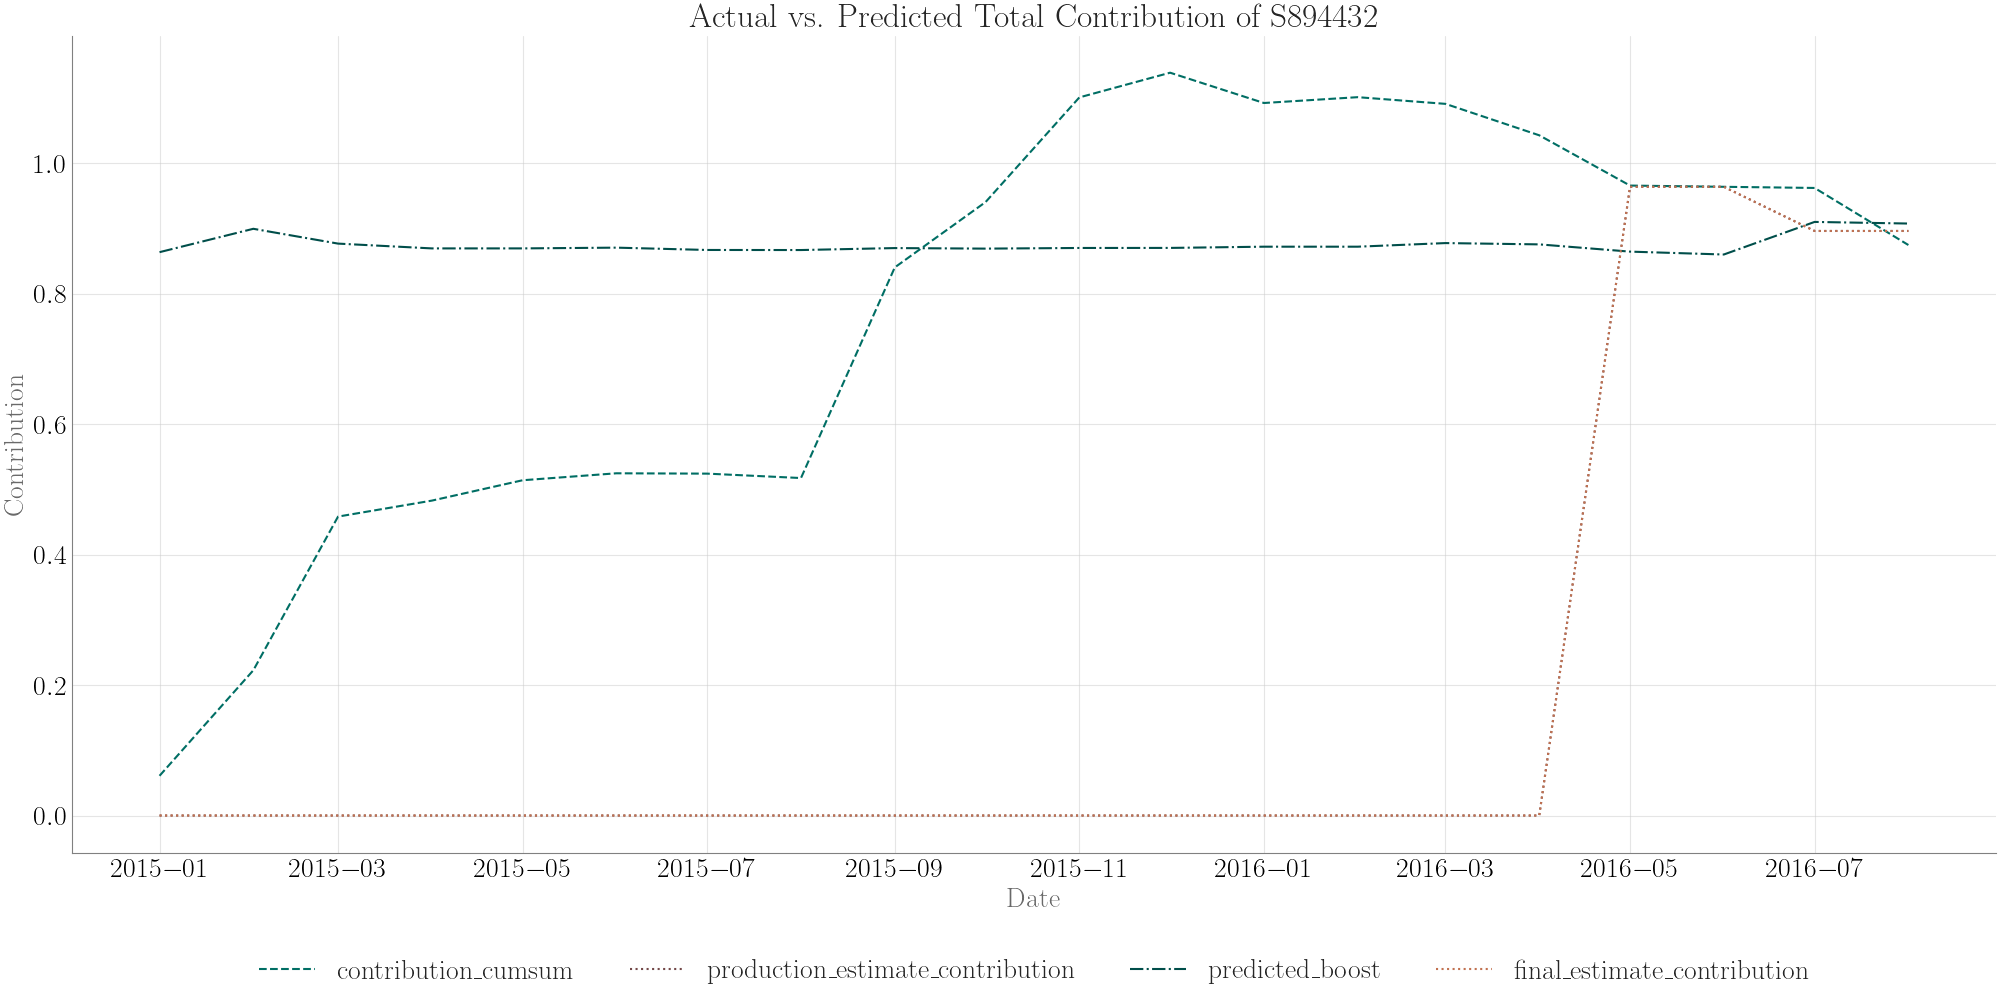 Actual vs. Predicted Total Contribution of S894432
Contribution
1.0
0.8
0.6
0.4
0.2
0.0
2015−01 2015−03 2015−05 2015−07 2015−09 2015−11 2016−01 2016−03 2016−05 2016−07
Date
contribution_cumsum production_estimate_contribution predicted_boost final_estimate_contribution